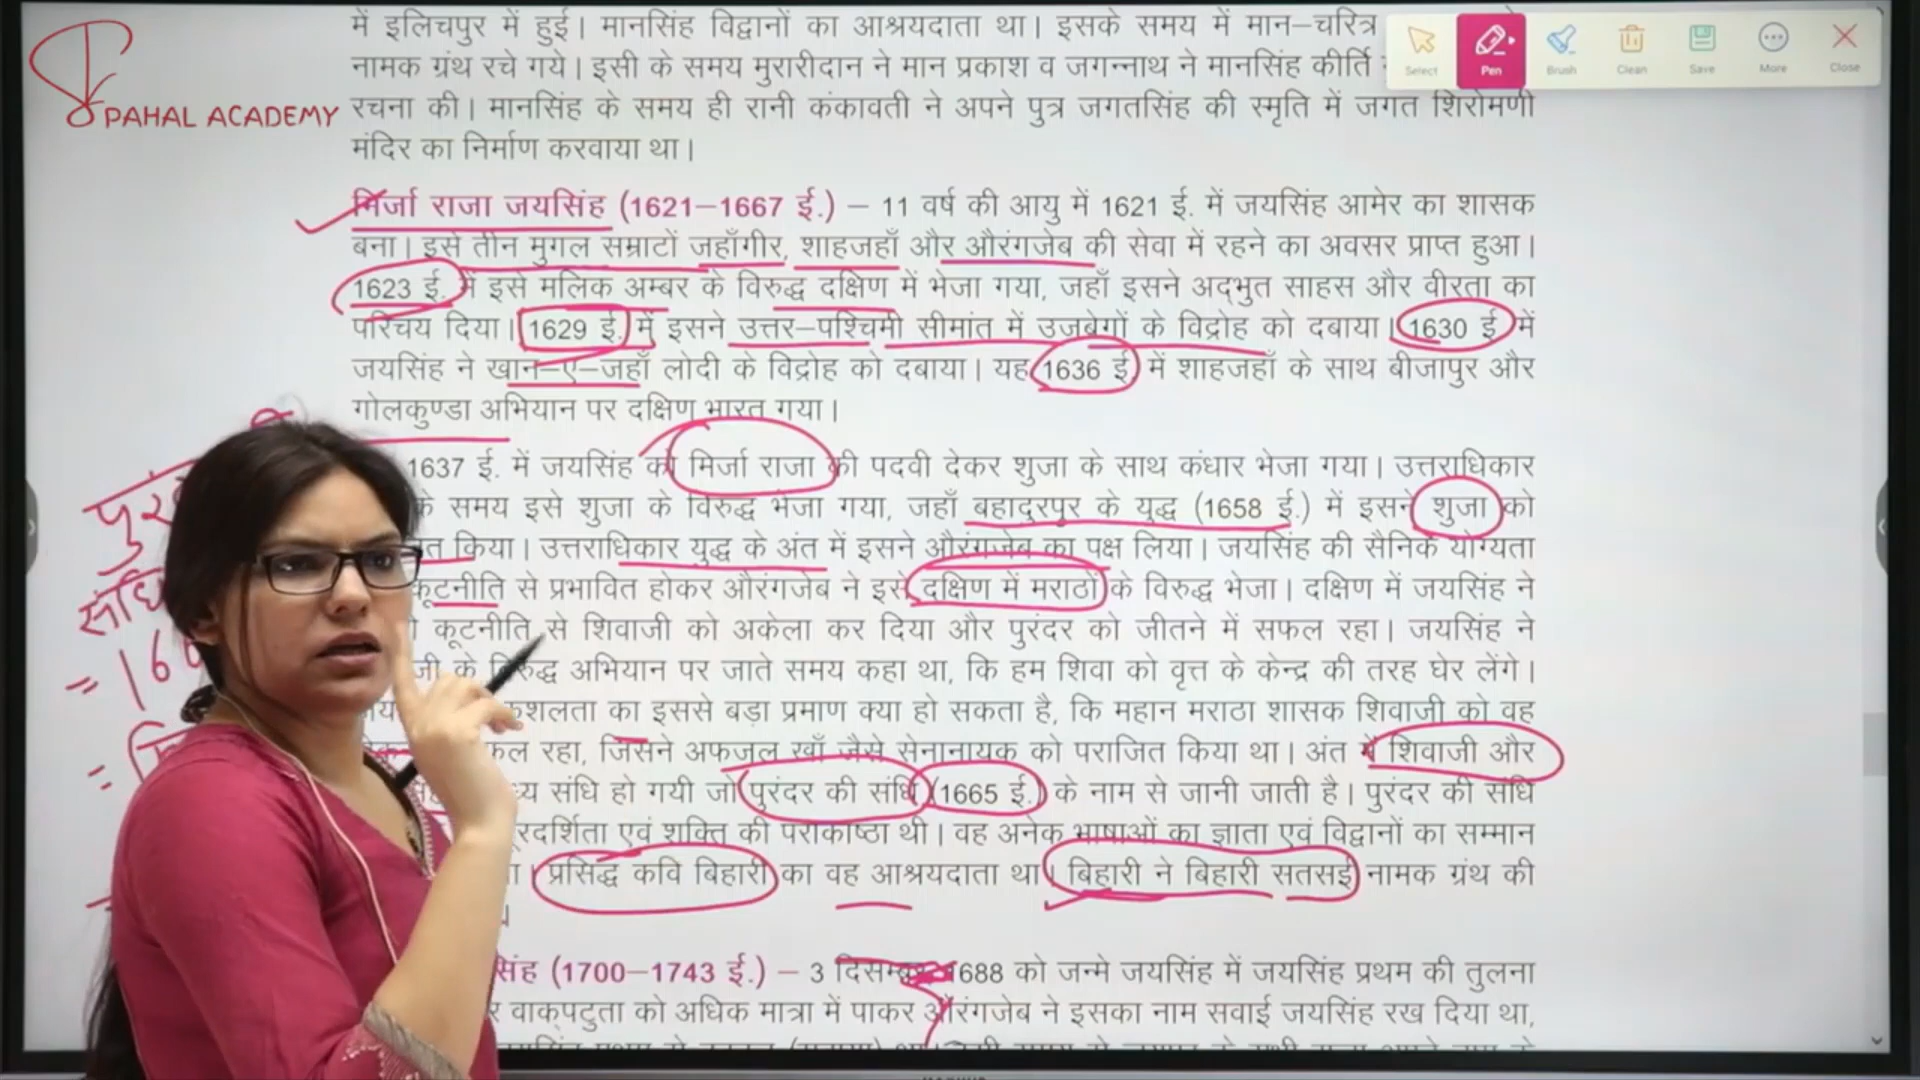 में इलिचपुर में हुई। मानसिंह विद्वानों का आश्रयदाता था। इसके समय में मान–चरित्र
नामक ग्रंथ रचे गये। इसी के समय मुरारीदान ने मान प्रकाश व जगन्नाथ ने मानसिंह कीर्ति
रचना की। मानसिंह के समय ही रानी कंकावती ने अपने पुत्र जगतसिंह की स्मृति में जगत शिरोमणी
मंदिर का निर्माण करवाया था।
PAHAL ACADEMY
Select Pen Brush Clean Save More Close
मिर्जा राजा जयसिंह (1621–1667 ई.) – 11 वर्ष की आयु में 1621 ई. में जयसिंह आमेर का शासक
बना। इसे तीन मुगल सम्राटों जहाँगीर, शाहजहाँ और औरंगजेब की सेवा में रहने का अवसर प्राप्त हुआ।
1623 ई. में इसे मलिक अम्बर के विरुद्ध दक्षिण में भेजा गया, जहाँ इसने अद्भुत साहस और वीरता का
परिचय दिया। 1629 ई. में इसने उत्तर–पश्चिमी सीमांत में उजबेगों के विद्रोह को दबाया। 1630 ई में
जयसिंह ने खान–ए–जहाँ लोदी के विद्रोह को दबाया। यह 1636 ई में शाहजहाँ के साथ बीजापुर और
गोलकुण्डा अभियान पर दक्षिण भारत गया।
1637 ई. में जयसिंह को मिर्जा राजा की पदवी देकर शुजा के साथ कंधार भेजा गया। उत्तराधिकार
के समय इसे शुजा के विरुद्ध भेजा गया, जहाँ बहादुरपुर के युद्ध (1658 ई.) में इसने शुजा को
किया। उत्तराधिकार युद्ध के अंत में इसने औरंगजेब का पक्ष लिया। जयसिंह की सैनिक योग्यता
कूटनीति से प्रभावित होकर औरंगजेब ने इसे दक्षिण में मराठों के विरुद्ध भेजा। दक्षिण में जयसिंह ने
कूटनीति से शिवाजी को अकेला कर दिया और पुरंदर को जीतने में सफल रहा। जयसिंह ने
के विरुद्ध अभियान पर जाते समय कहा था, कि हम शिवा को वृत्त के केन्द्र की तरह घेर लेंगे।
का इससे बड़ा प्रमाण क्या हो सकता है, कि महान मराठा शासक शिवाजी को वह
रहा, जिसने अफजल खाँ जैसे सेनानायक को पराजित किया था। अंत में शिवाजी और
संधि हो गयी जो पुरंदर की संधि (1665 ई.) के नाम से जानी जाती है। पुरंदर की संधि
एवं शक्ति की पराकाष्ठा थी। वह अनेक भाषाओं का ज्ञाता एवं विद्वानों का सम्मान
प्रसिद्ध कवि बिहारी का वह आश्रयदाता था। बिहारी ने बिहारी सतसई नामक ग्रंथ की
संधि
(1700–1743 ई.) – 3 दिसम्बर 1688 को जन्मे जयसिंह में जयसिंह प्रथम की तुलना
वाक्पटुता को अधिक मात्रा में पाकर औरंगजेब ने इसका नाम सवाई जयसिंह रख दिया था,